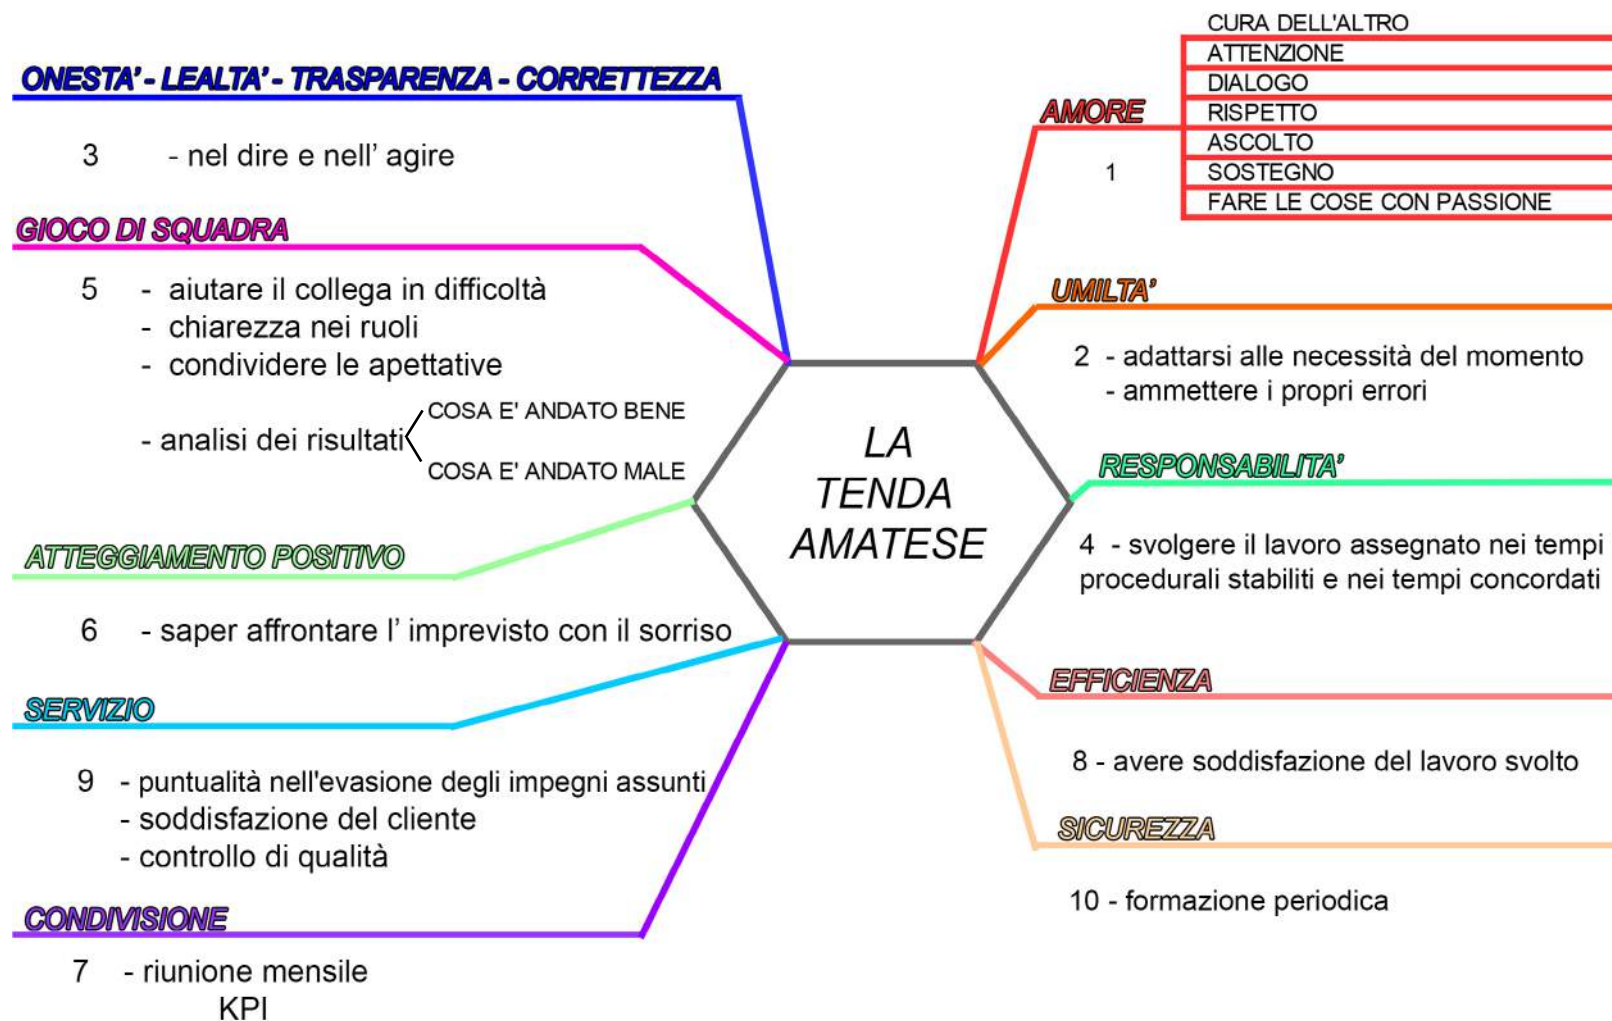 ONESTA' - LEALTA' - TRASPARENZA - CORRETTEZZA
3 - nel dire e nell' agire
GIOCO DI SQUADRA
5 - aiutare il collega in difficoltà
- chiarezza nei ruoli
- condividere le apettative
- analisi dei risultati
COSA E' ANDATO BENE
COSA E' ANDATO MALE
ATTEGGIAMENTO POSITIVO
6 - saper affrontare l' imprevisto con il sorriso
SERVIZIO
9 - puntualità nell'evasione degli impegni assunti
- soddisfazione del cliente
- controllo di qualità
CONDIVISIONE
7 - riunione mensile
KPI
LA
TENDA
AMATESE
AMORE
1
CURA DELL'ALTRO
ATTENZIONE
DIALOGO
RISPETTO
ASCOLTO
SOSTEGNO
FARE LE COSE CON PASSIONE
UMILTA'
2 - adattarsi alle necessità del momento
- ammettere i propri errori
RESPONSABILITA'
4 - svolgere il lavoro assegnato nei tempi
procedurali stabiliti e nei tempi concordati
EFFICIENZA
8 - avere soddisfazione del lavoro svolto
SICUREZZA
10 - formazione periodica